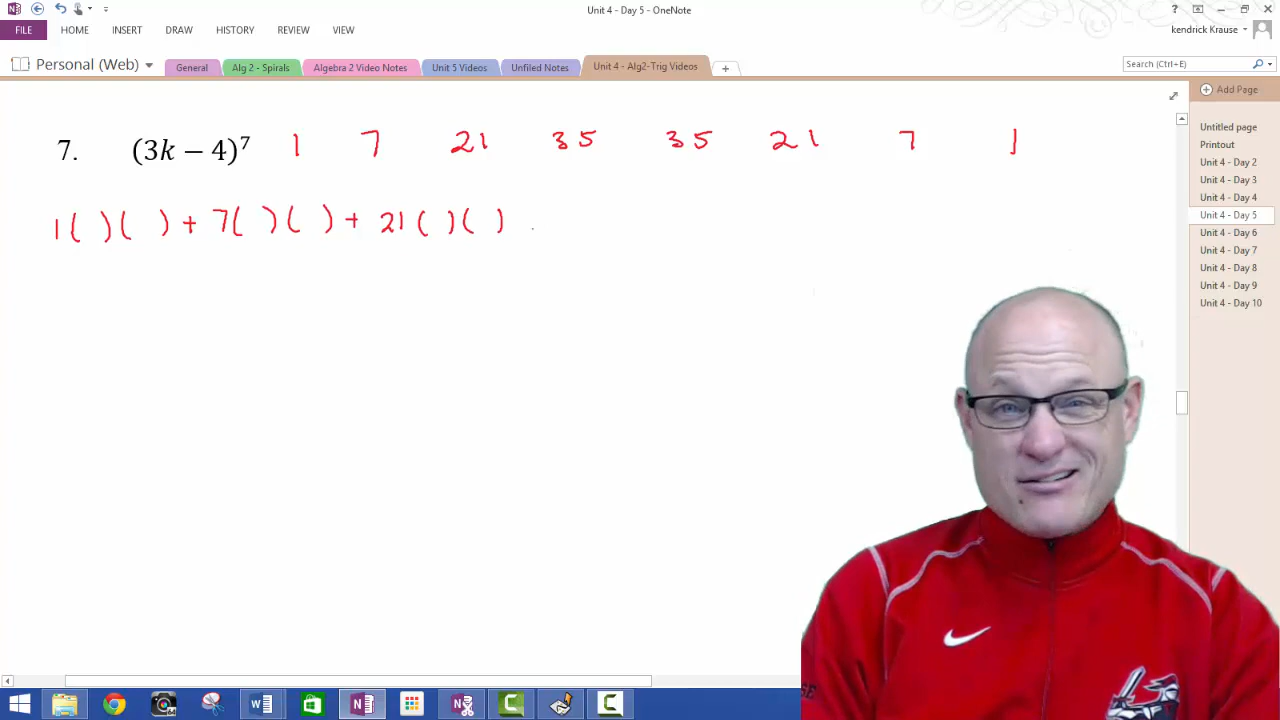 Unit 4 - Day 5 - OneNote
FILE HOME INSERT DRAW HISTORY REVIEW VIEW
kendrick Krause
Personal (Web) General Alg 2 - Spirals Algebra 2 Video Notes Unit 5 Videos Unfiled Notes Unit 4 - Alg2-Trig Videos
Search (Ctrl+E)
Add Page
Untitled page
Printout
Unit 4 - Day 2
Unit 4 - Day 3
Unit 4 - Day 4
Unit 4 - Day 5
Unit 4 - Day 6
Unit 4 - Day 7
Unit 4 - Day 8
Unit 4 - Day 9
Unit 4 - Day 10
7. (3k − 4)⁷ 1 7 21 35 35 21 7 1
1( )( ) + 7( )( ) + 21( )( )